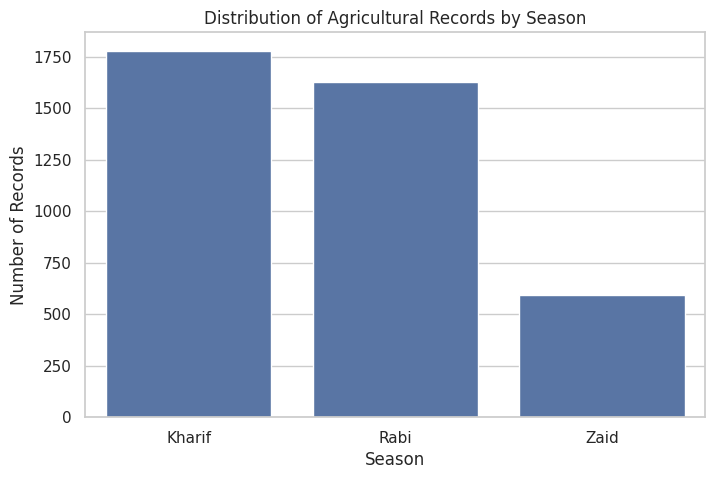 Distribution of Agricultural Records by Season
Number of Records
1750
1500
1250
1000
750
500
250
0
Kharif
Rabi
Zaid
Season